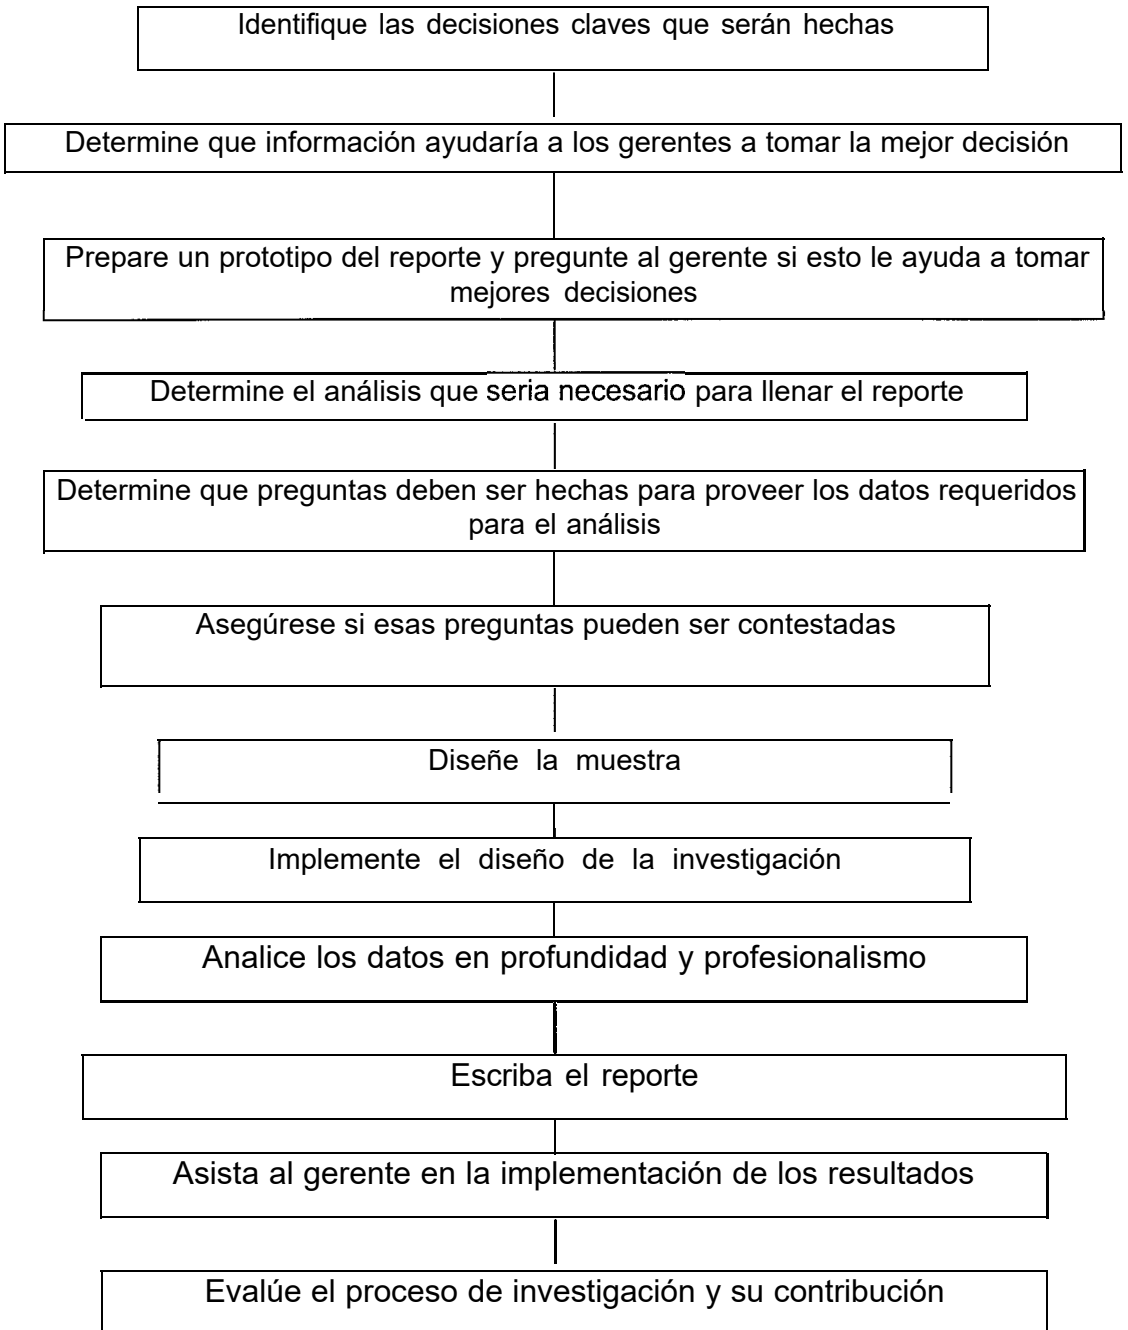 Identifique las decisiones claves que serán hechas
Determine que información ayudaría a los gerentes a tomar la mejor decisión
Prepare un prototipo del reporte y pregunte al gerente si esto le ayuda a tomar
mejores decisiones
Determine el análisis que seria necesario para llenar el reporte
Determine que preguntas deben ser hechas para proveer los datos requeridos
para el análisis
Asegúrese si esas preguntas pueden ser contestadas
Diseñe la muestra
Implemente el diseño de la investigación
Analice los datos en profundidad y profesionalismo
Escriba el reporte
Asista al gerente en la implementación de los resultados
Evalúe el proceso de investigación y su contribución